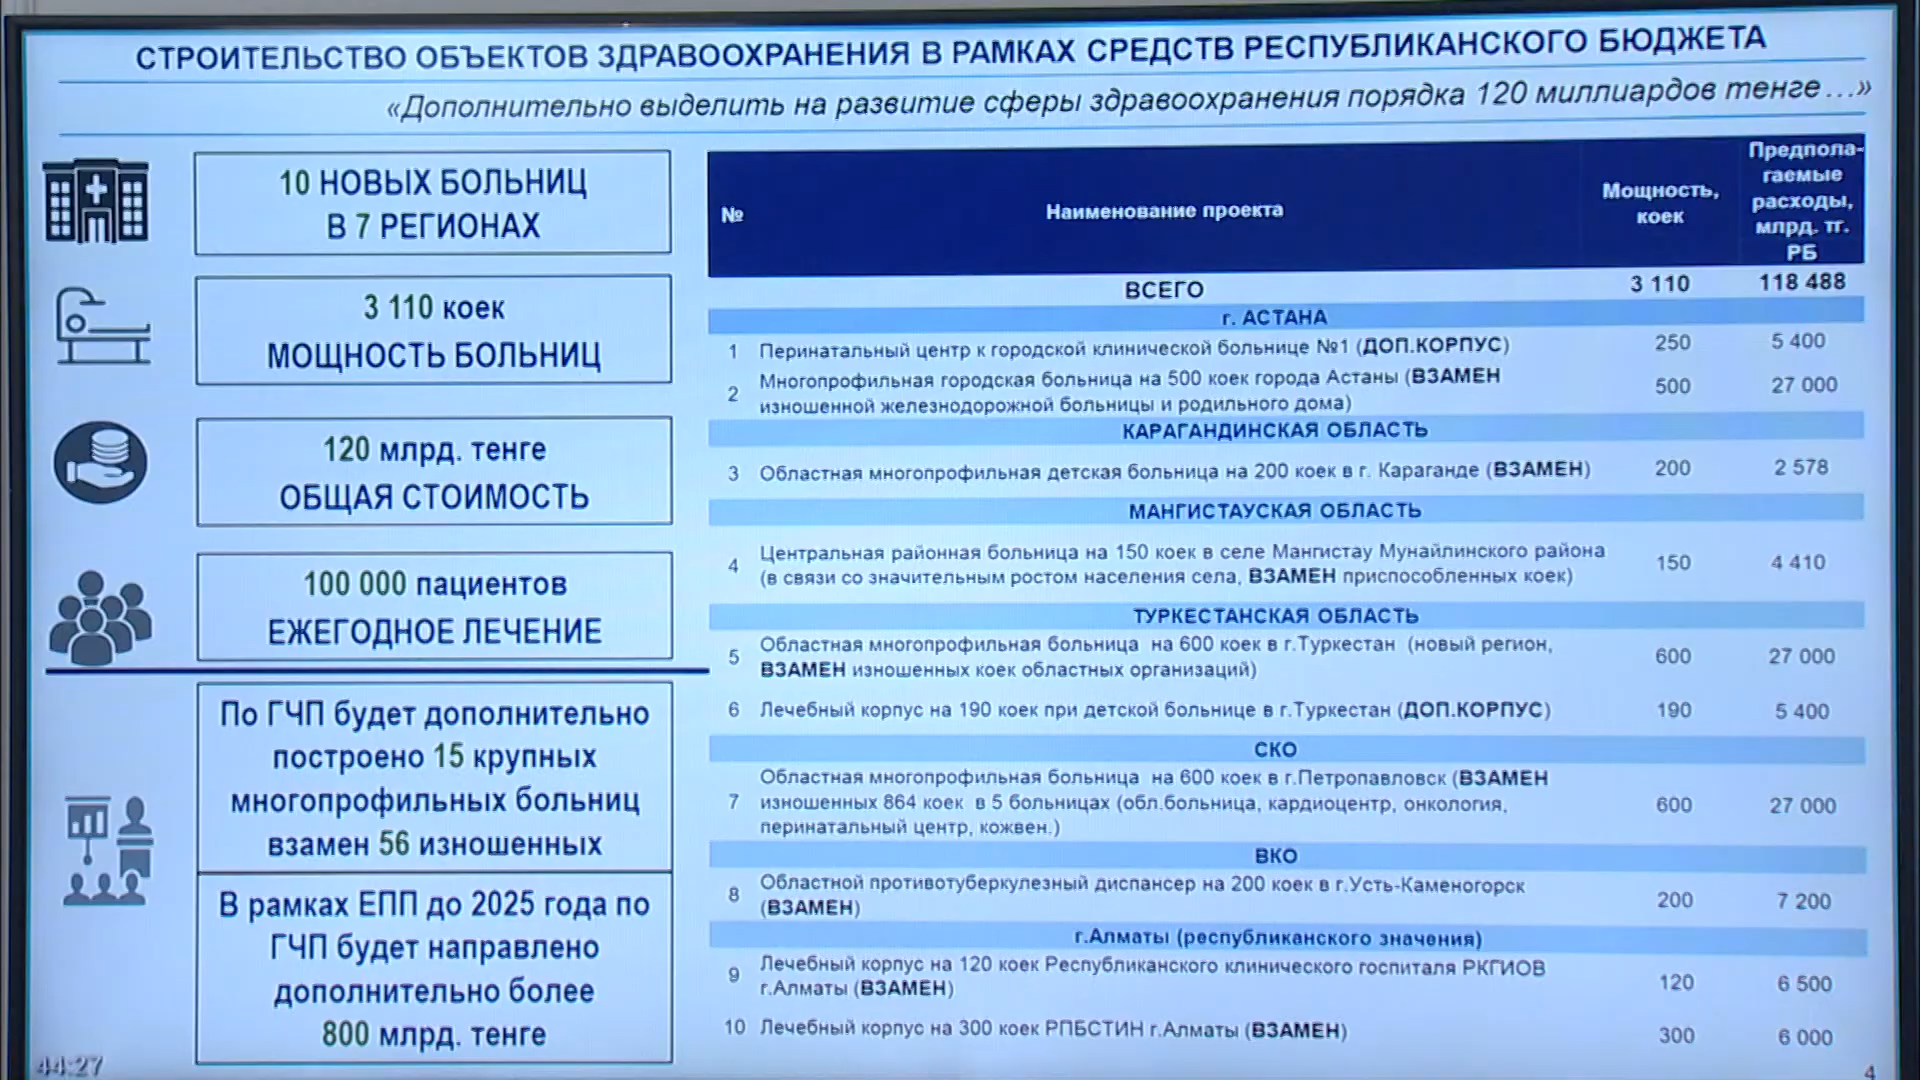 СТРОИТЕЛЬСТВО ОБЪЕКТОВ ЗДРАВООХРАНЕНИЯ В РАМКАХ СРЕДСТВ РЕСПУБЛИКАНСКОГО БЮДЖЕТА
«Дополнительно выделить на развитие сферы здравоохранения порядка 120 миллиардов тенге…»
10 НОВЫХ БОЛЬНИЦ
В 7 РЕГИОНАХ
3 110 коек
МОЩНОСТЬ БОЛЬНИЦ
120 млрд. тенге
ОБЩАЯ СТОИМОСТЬ
100 000 пациентов
ЕЖЕГОДНОЕ ЛЕЧЕНИЕ
По ГЧП будет дополнительно
построено 15 крупных
многопрофильных больниц
взамен 56 изношенных
В рамках ЕПП до 2025 года по
ГЧП будет направлено
дополнительно более
800 млрд. тенге
№
Наименование проекта
Мощность,
коек
Предпола-
гаемые
расходы,
млрд. тг.
РБ
ВСЕГО 3 110 118 488
г. АСТАНА
1 Перинатальный центр к городской клинической больнице №1 (ДОП.КОРПУС) 250 5 400
Многопрофильная городская больница на 500 коек города Астаны (ВЗАМЕН
2 500 27 000
изношенной железнодорожной больницы и родильного дома)
КАРАГАНДИНСКАЯ ОБЛАСТЬ
3 Областная многопрофильная детская больница на 200 коек в г. Караганде (ВЗАМЕН) 200 2 578
МАНГИСТАУСКАЯ ОБЛАСТЬ
Центральная районная больница на 150 коек в селе Мангистау Мунайлинского района
4 150 4 410
(в связи со значительным ростом населения села, ВЗАМЕН приспособленных коек)
ТУРКЕСТАНСКАЯ ОБЛАСТЬ
Областная многопрофильная больница на 600 коек в г.Туркестан (новый регион,
5 600 27 000
ВЗАМЕН изношенных коек областных организаций)
6 Лечебный корпус на 190 коек при детской больнице в г.Туркестан (ДОП.КОРПУС) 190 5 400
СКО
Областная многопрофильная больница на 600 коек в г.Петропавловск (ВЗАМЕН
7 изношенных 864 коек в 5 больницах (обл.больница, кардиоцентр, онкология, 600 27 000
перинатальный центр, кожвен.)
ВКО
Областной противотуберкулезный диспансер на 200 коек в г.Усть-Каменогорск
8 200 7 200
(ВЗАМЕН)
г.Алматы (республиканского значения)
Лечебный корпус на 120 коек Республиканского клинического госпиталя РКГИОВ
9 120 6 500
г.Алматы (ВЗАМЕН)
10 Лечебный корпус на 300 коек РПБСТИН г.Алматы (ВЗАМЕН) 300 6 000
44:27
4